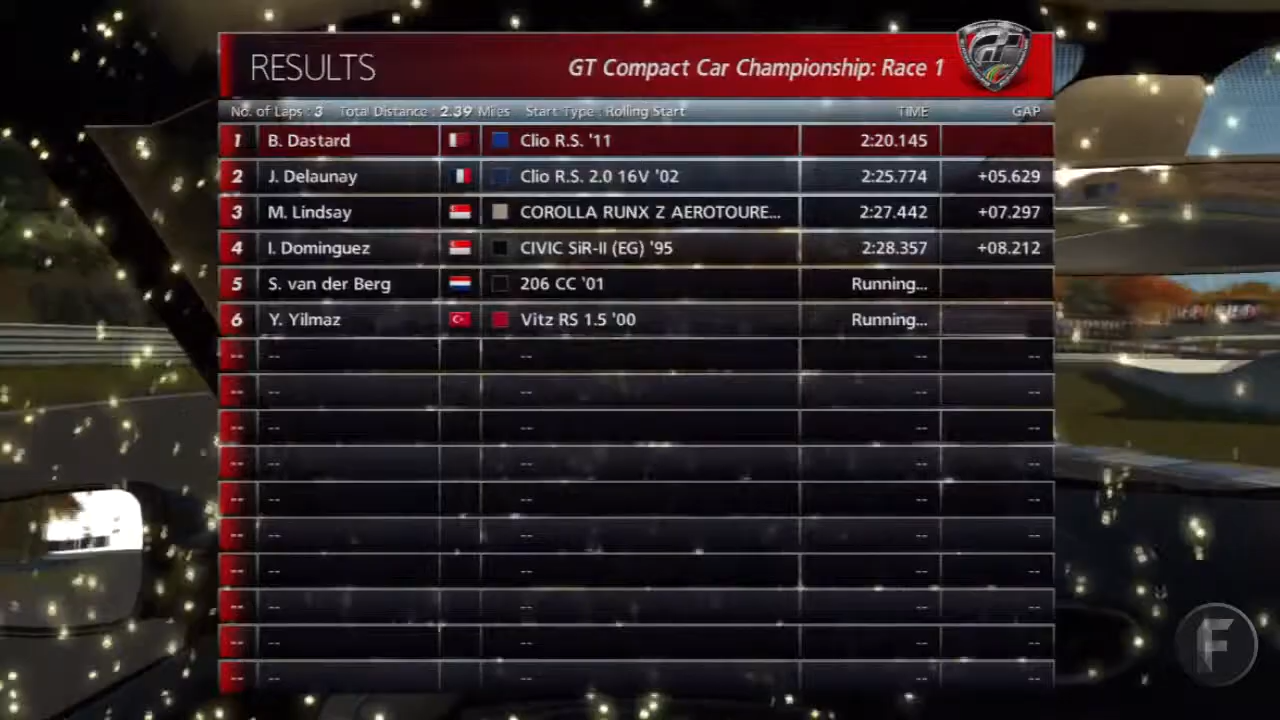 RESULTS
GT Compact Car Championship: Race 1
No. of Laps : 3 Total Distance : 2.39 Miles Start Type : Rolling Start TIME GAP
1 B. Dastard Clio R.S. '11 2:20.145
2 J. Delaunay Clio R.S. 2.0 16V '02 2:25.774 +05.629
3 M. Lindsay COROLLA RUNX Z AEROTOURE... 2:27.442 +07.297
4 I. Dominguez CIVIC SiR-II (EG) '95 2:28.357 +08.212
5 S. van der Berg 206 CC '01 Running...
6 Y. Yilmaz Vitz RS 1.5 '00 Running...
-- -- -- -- --
-- -- -- -- --
-- -- -- -- --
-- -- -- -- --
-- -- -- -- --
-- -- -- -- --
-- -- -- -- --
-- -- -- -- --
-- -- -- -- --
-- -- -- -- --
F